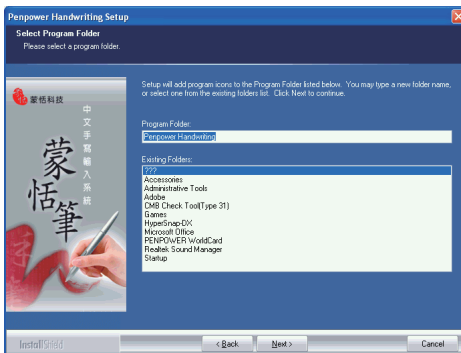 Penpower Handwriting Setup
Select Program Folder
Please select a program folder.
Setup will add program icons to the Program Folder listed below. You may type a new folder name,
or select one from the existing folders list. Click Next to continue.
Program Folder:
Penpower Handwriting
Existing Folders:
???
Accessories
Administrative Tools
Adobe
CMB Check Tool(Type 31)
Games
HyperSnap-DX
Microsoft Office
PENPOWER WorldCard
Realtek Sound Manager
Startup
蒙恬科技
中文手寫輸入系統
蒙恬筆
InstallShield
< Back
Next >
Cancel